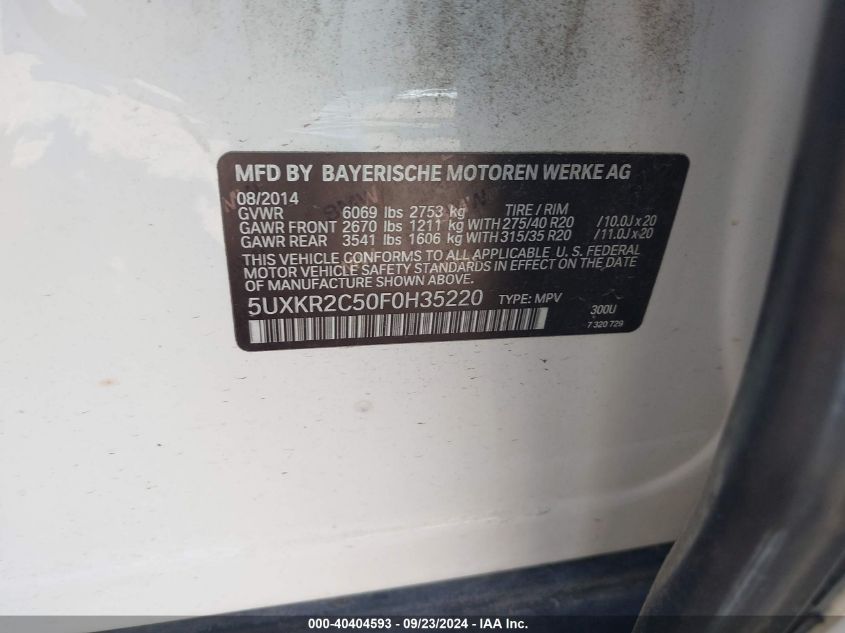 MFD BY BAYERISCHE MOTOREN WERKE AG
08/2014
GVWR 6069 lbs 2753 kg TIRE / RIM
GAWR FRONT 2670 lbs 1211 kg WITH 275/40 R20 /10.0J x 20
GAWR REAR 3541 lbs 1606 kg WITH 315/35 R20 /11.0J x 20
THIS VEHICLE CONFORMS TO ALL APPLICABLE U.S. FEDERAL
MOTOR VEHICLE SAFETY STANDARDS IN EFFECT ON THE DATE
OF MANUFACTURE SHOWN ABOVE.
5UXKR2C50F0H35220 TYPE: MPV
300U
7 320 729
000-40404593 - 09/23/2024 - IAA Inc.